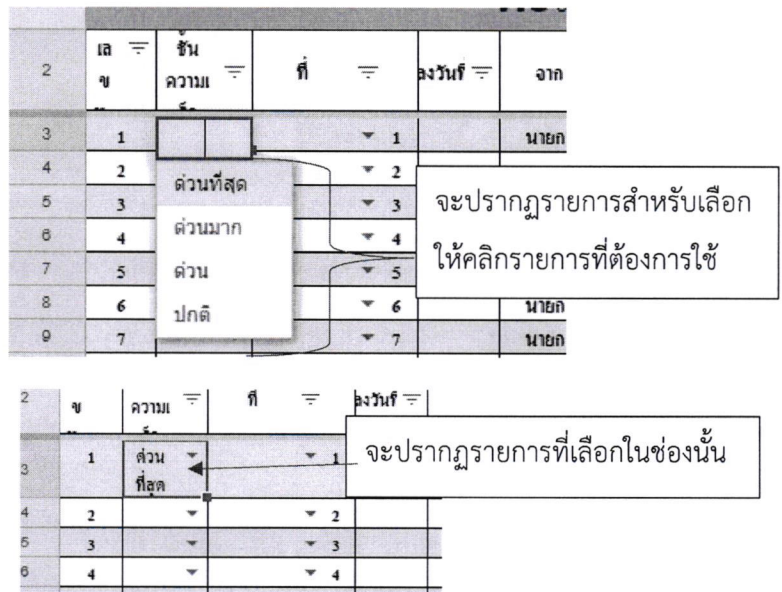 เล ชั้น
2 ข ความเ ที่ ลงวันที่ จาก
3 1 1 นายก
4 2 ด่วนที่สุด 2
5 3 ด่วนมาก 3 จะปรากฏรายการสำหรับเลือก
6 4 4
7 5 ด่วน 5 ให้คลิกรายการที่ต้องการใช้
8 6 ปกติ 6 นายก
9 7 7 นายก
2 ข ความเ ที่ ลงวันที่
3 1 ด่วน 1 จะปรากฏรายการที่เลือกในช่องนั้น
ที่สุด
4 2 2
5 3 3
6 4 4